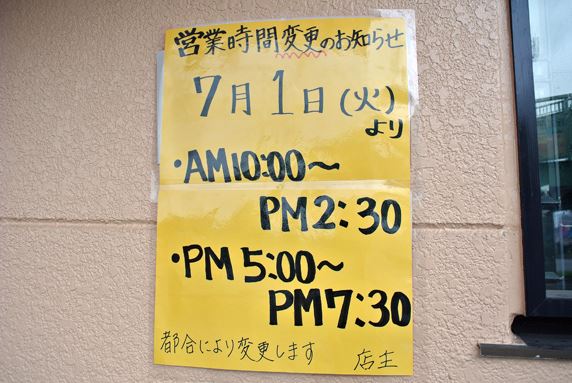 営業時間変更のお知らせ
7月1日(火)
より
・AM10:00〜
PM2:30
・PM5:00〜
PM7:30
都合により変更します 店主